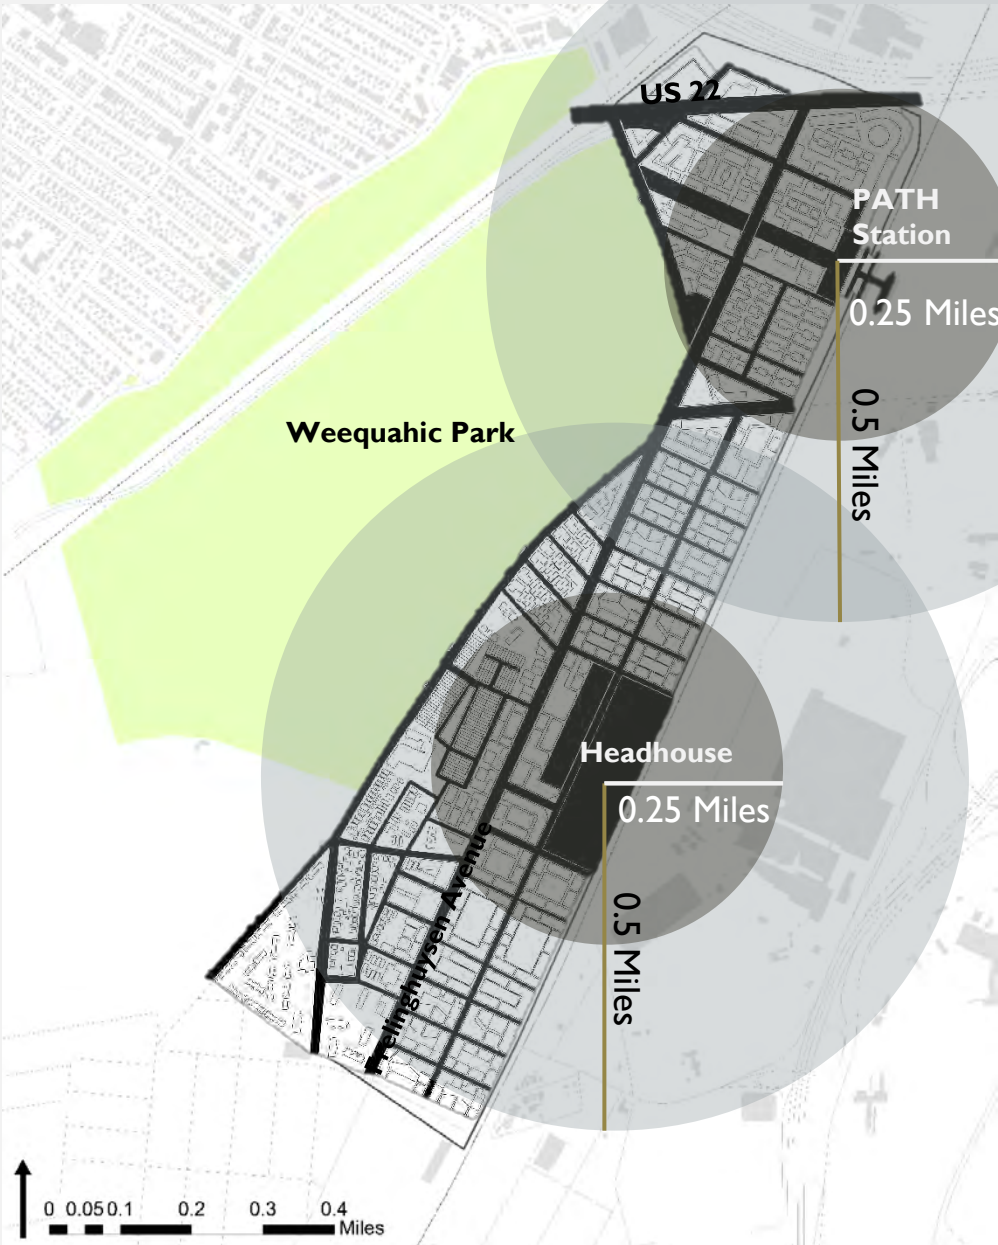 US 22
PATH
Station
0.25 Miles
0.5 Miles
Weequahic Park
Headhouse
0.25 Miles
0.5 Miles
Frelinghuysen Avenue
0 0.05 0.1 0.2 0.3 0.4
Miles